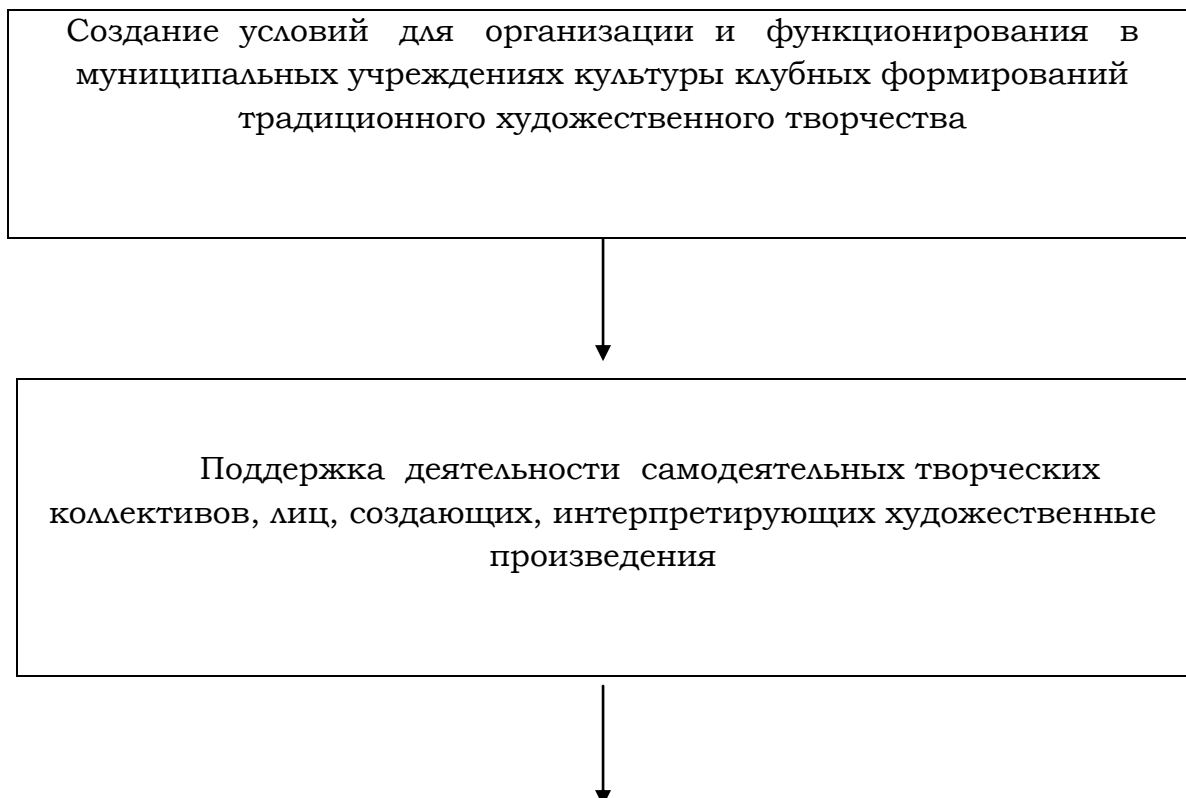 Создание условий для организации и функционирования в
муниципальных учреждениях культуры клубных формирований
традиционного художественного творчества
Поддержка деятельности самодеятельных творческих
коллективов, лиц, создающих, интерпретирующих художественные
произведения